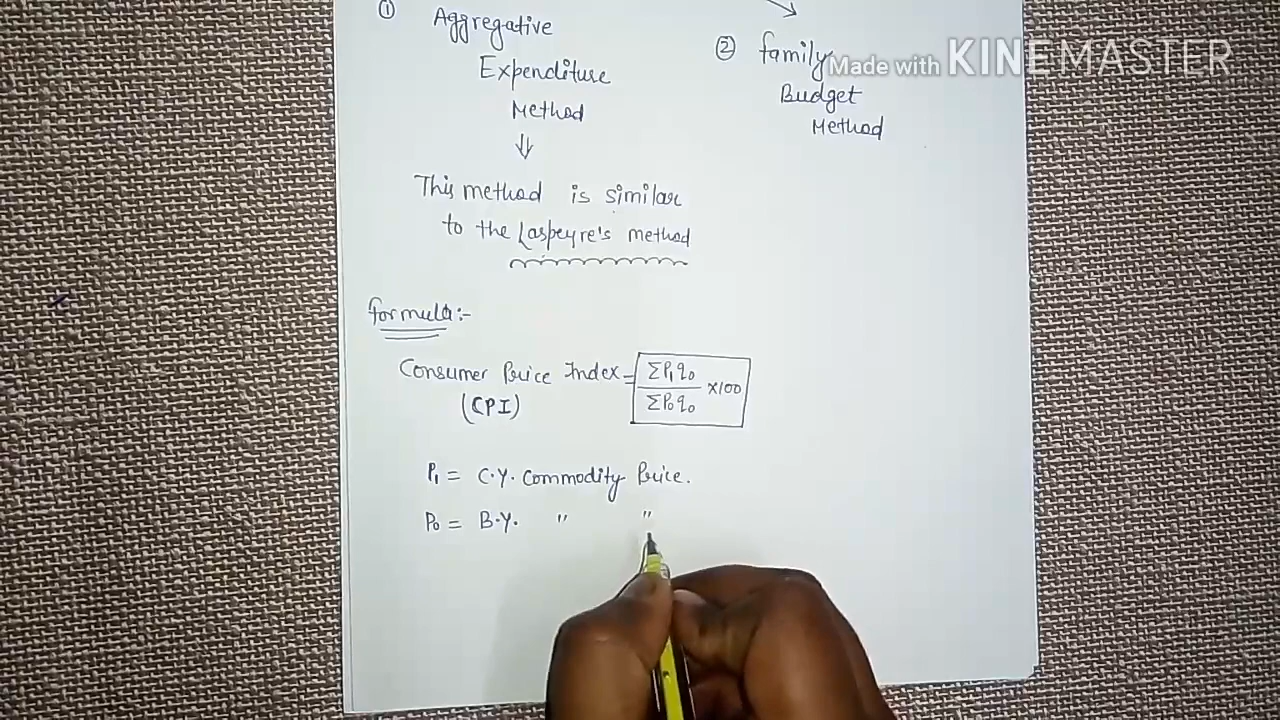 ① Aggregative
Expenditure
Method
⇓
② family
Budget
Method
Made with KINEMASTER
This method is similar
to the Laspeyre's method
formula:-
Consumer Price Index = ΣP₁q₀ / ΣP₀q₀ ×100
(CPI)
P₁ = C.Y. Commodity Price.
P₀ = B.Y. " "